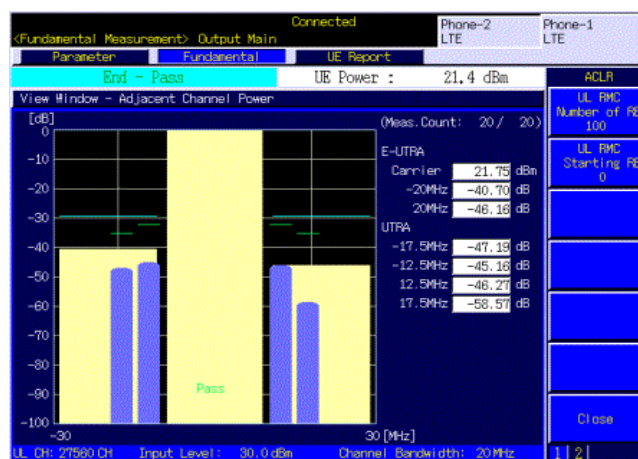 Connected
Phone-2
LTE
Phone-1
LTE
<Fundamental Measurement> Output Main
Parameter
Fundamental
UE Report
End - Pass
UE Power : 21.4 dBm
ACLR
View Window - Adjacent Channel Power
UL RMC
Number of RB
100
UL RMC
Starting RB
0
[dB]
(Meas.Count: 20/ 20)
0
-10
-20
-30
-40
-50
-60
-70
-80
-90
-100
E-UTRA
Carrier 21.75 dBm
-20MHz -40.70 dB
20MHz -46.16 dB
UTRA
-17.5MHz -47.19 dB
-12.5MHz -45.16 dB
12.5MHz -46.27 dB
17.5MHz -58.57 dB
Pass
-30
30 [MHz]
Close
UL CH: 27560 CH Input Level: 30.0 dBm Channel Bandwidth: 20 MHz
1 2